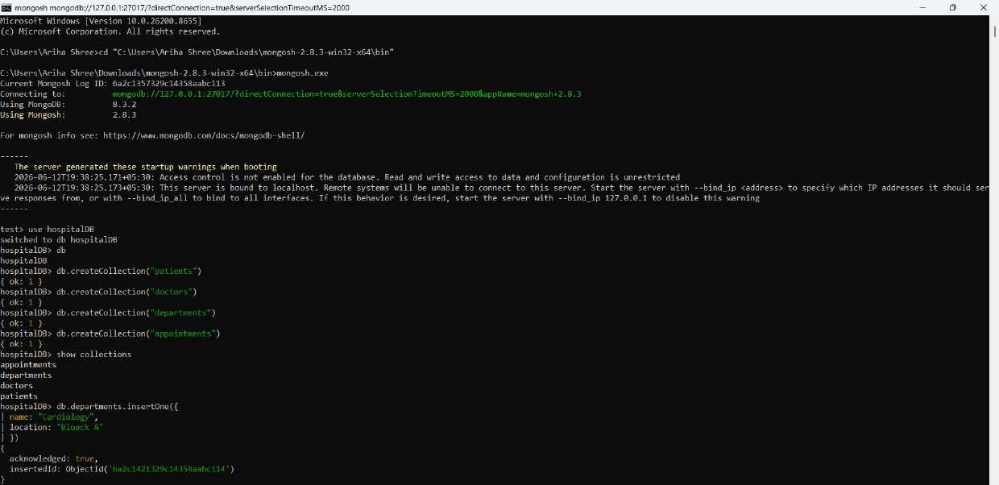 mongosh mongodb://127.0.0.1:27017/?directConnection=true&serverSelectionTimeoutMS=2000
Microsoft Windows [Version 10.0.26200.8655]
(c) Microsoft Corporation. All rights reserved.
C:\Users\Ariha Shree>cd "C:\Users\Ariha Shree\Downloads\mongosh-2.8.3-win32-x64\bin"
C:\Users\Ariha Shree\Downloads\mongosh-2.8.3-win32-x64\bin>mongosh.exe
Current Mongosh Log ID: 6a2c1357329c14358aabc113
Connecting to: mongodb://127.0.0.1:27017/?directConnection=true&serverSelectionTimeoutMS=2000&appName=mongosh+2.8.3
Using MongoDB: 8.3.2
Using Mongosh: 2.8.3
For mongosh info see: https://www.mongodb.com/docs/mongodb-shell/
------
The server generated these startup warnings when booting
2026-06-12T19:38:25.171+05:30: Access control is not enabled for the database. Read and write access to data and configuration is unrestricted
2026-06-12T19:38:25.173+05:30: This server is bound to localhost. Remote systems will be unable to connect to this server. Start the server with --bind_ip <address> to specify which IP addresses it should ser
ve responses from, or with --bind_ip_all to bind to all interfaces. If this behavior is desired, start the server with --bind_ip 127.0.0.1 to disable this warning
------
test> use hospitalDB
switched to db hospitalDB
hospitalDB> db
hospitalDB
hospitalDB> db.createCollection("patients")
{ ok: 1 }
hospitalDB> db.createCollection("doctors")
{ ok: 1 }
hospitalDB> db.createCollection("departments")
{ ok: 1 }
hospitalDB> db.createCollection("appointments")
{ ok: 1 }
hospitalDB> show collections
appointments
departments
doctors
patients
hospitalDB> db.departments.insertOne({
| name: "Cardiology",
| location: "Bloack A"
| })
{
acknowledged: true,
insertedId: ObjectId('6a2c1421329c14358aabc114')
}